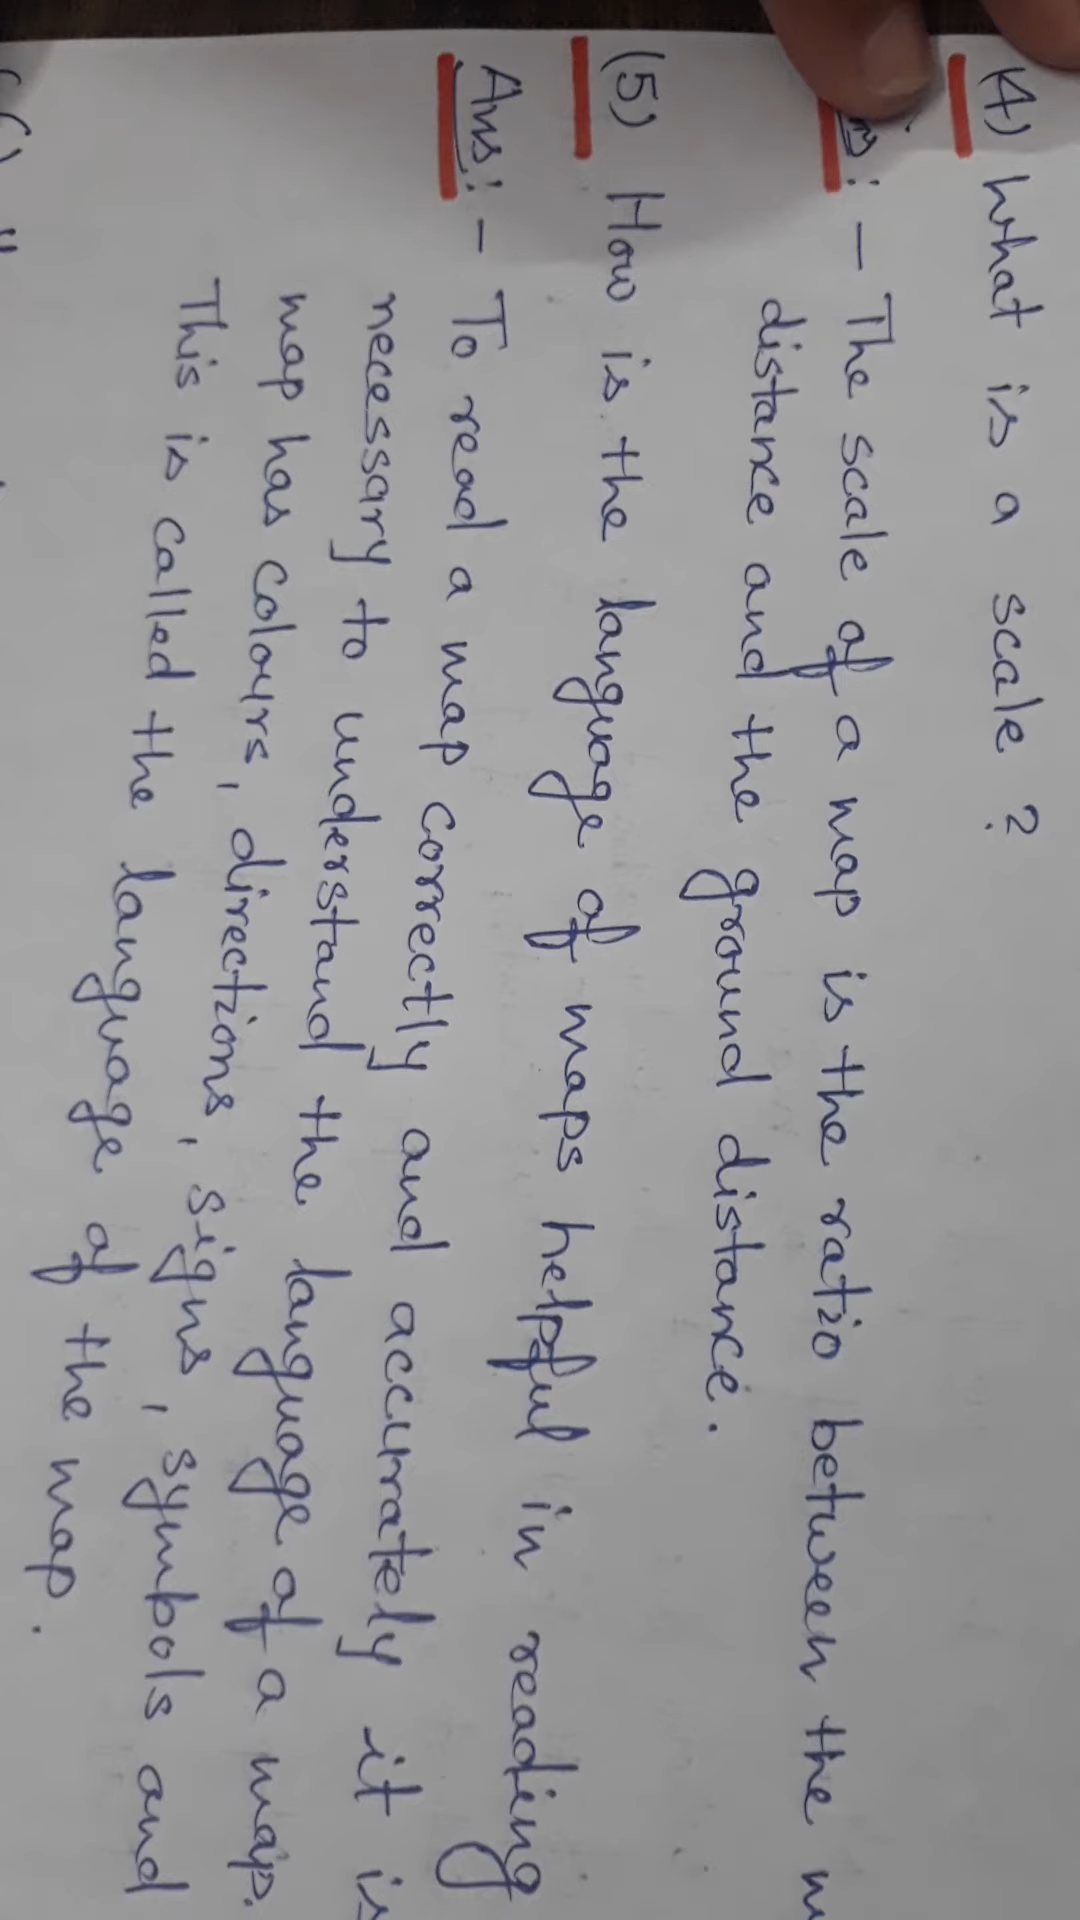 (4) What is a scale ?
:- The scale of a map is the ratio between the
distance and the ground distance.
(5) How is the language of maps helpful in reading
Ans:- To read a map correctly and accurately it is
necessary to understand the language of a map.
map has colours, directions, signs, symbols and
This is called the language of the map.